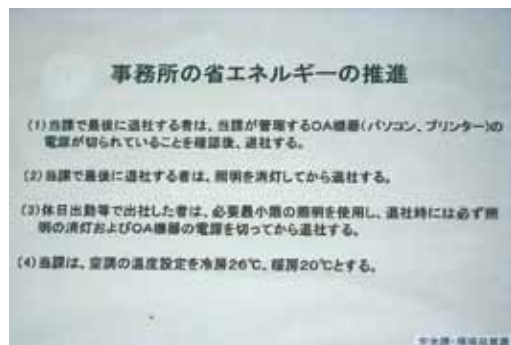 事務所の省エネルギーの推進
(1)当課で最後に退社する者は、当課が管理するOA機器(パソコン、プリンター)の
電源が切られていることを確認後、退社する。
(2)当課で最後に退社する者は、照明を消灯してから退社する。
(3)休日出勤等で出社した者は、必要最小限の照明を使用し、退社時には必ず照
明の消灯およびOA機器の電源を切ってから退社する。
(4)当課は、空調の温度設定を冷房26℃、暖房20℃とする。
安全課・環境品質課